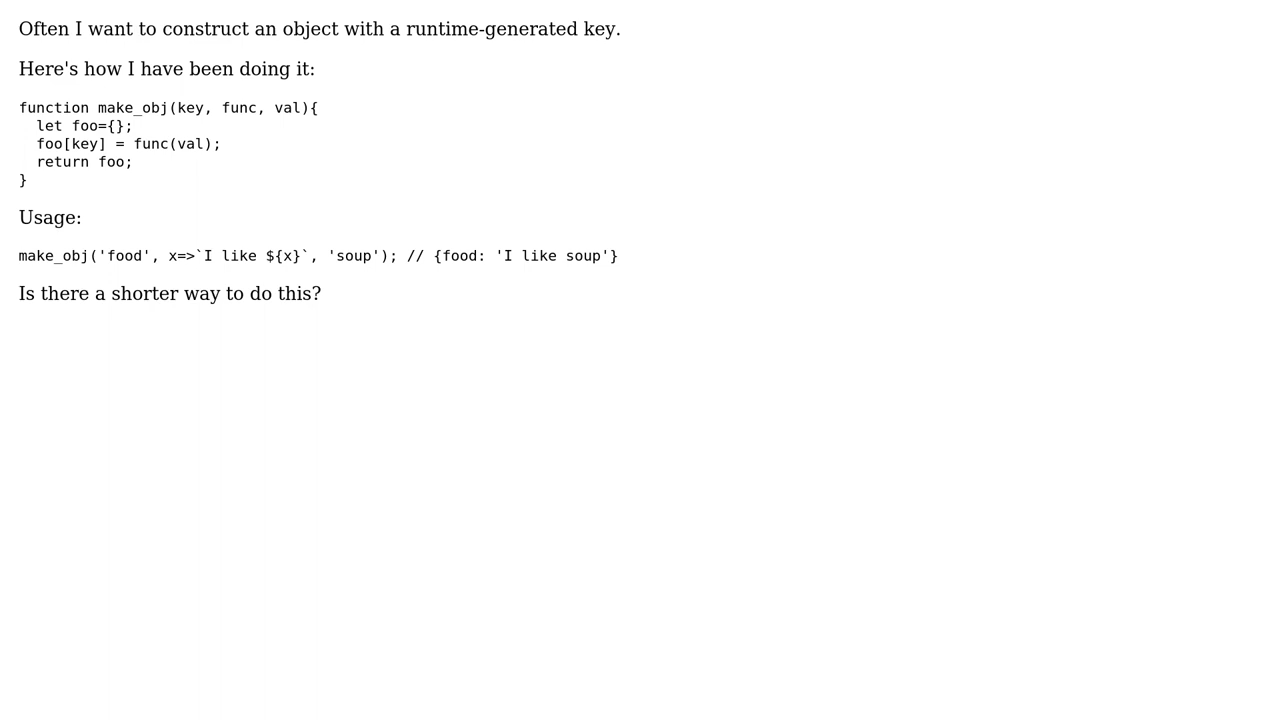 Often I want to construct an object with a runtime-generated key.
Here's how I have been doing it:
function make_obj(key, func, val){
  let foo={};
  foo[key] = func(val);
  return foo;
}
Usage:
make_obj('food', x=>`I like ${x}`, 'soup'); // {food: 'I like soup'}
Is there a shorter way to do this?